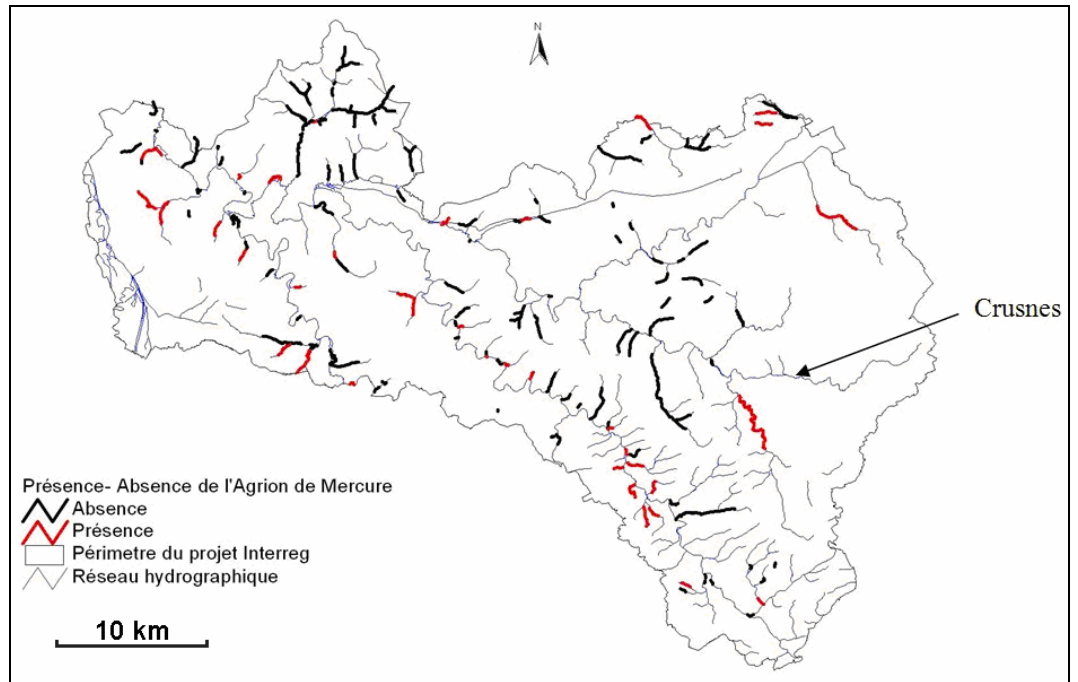 N
Crusnes
Présence- Absence de l'Agrion de Mercure
Absence
Présence
Périmetre du projet Interreg
Réseau hydrographique
10 km